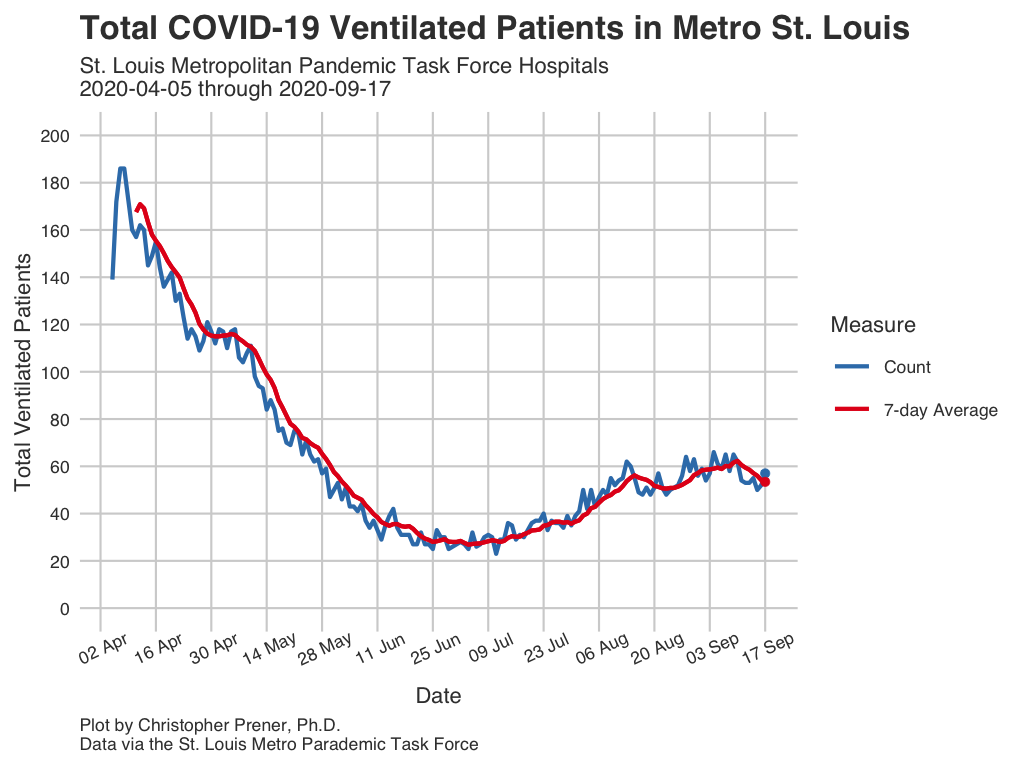 Total COVID-19 Ventilated Patients in Metro St. Louis
St. Louis Metropolitan Pandemic Task Force Hospitals
2020-04-05 through 2020-09-17
Total Ventilated Patients
200
180
160
140
120
100
80
60
40
20
0
02 Apr
16 Apr
30 Apr
14 May
28 May
11 Jun
25 Jun
09 Jul
23 Jul
06 Aug
20 Aug
03 Sep
17 Sep
Date
Measure
Count
7-day Average
Plot by Christopher Prener, Ph.D.
Data via the St. Louis Metro Parademic Task Force